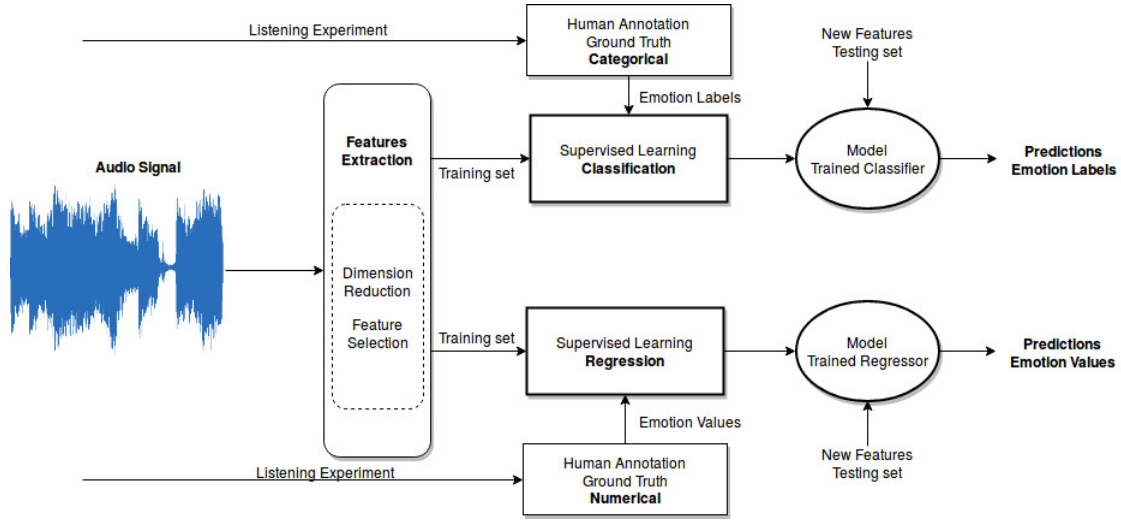 Listening Experiment
Human Annotation
Ground Truth
Categorical
New Features
Testing set
Emotion Labels
Audio Signal
Features
Extraction
Training set
Supervised Learning
Classification
Model
Trained Classifier
Predictions
Emotion Labels
Dimension
Reduction
Feature
Selection
Training set
Supervised Learning
Regression
Model
Trained Regressor
Predictions
Emotion Values
Emotion Values
Listening Experiment
Human Annotation
Ground Truth
Numerical
New Features
Testing set